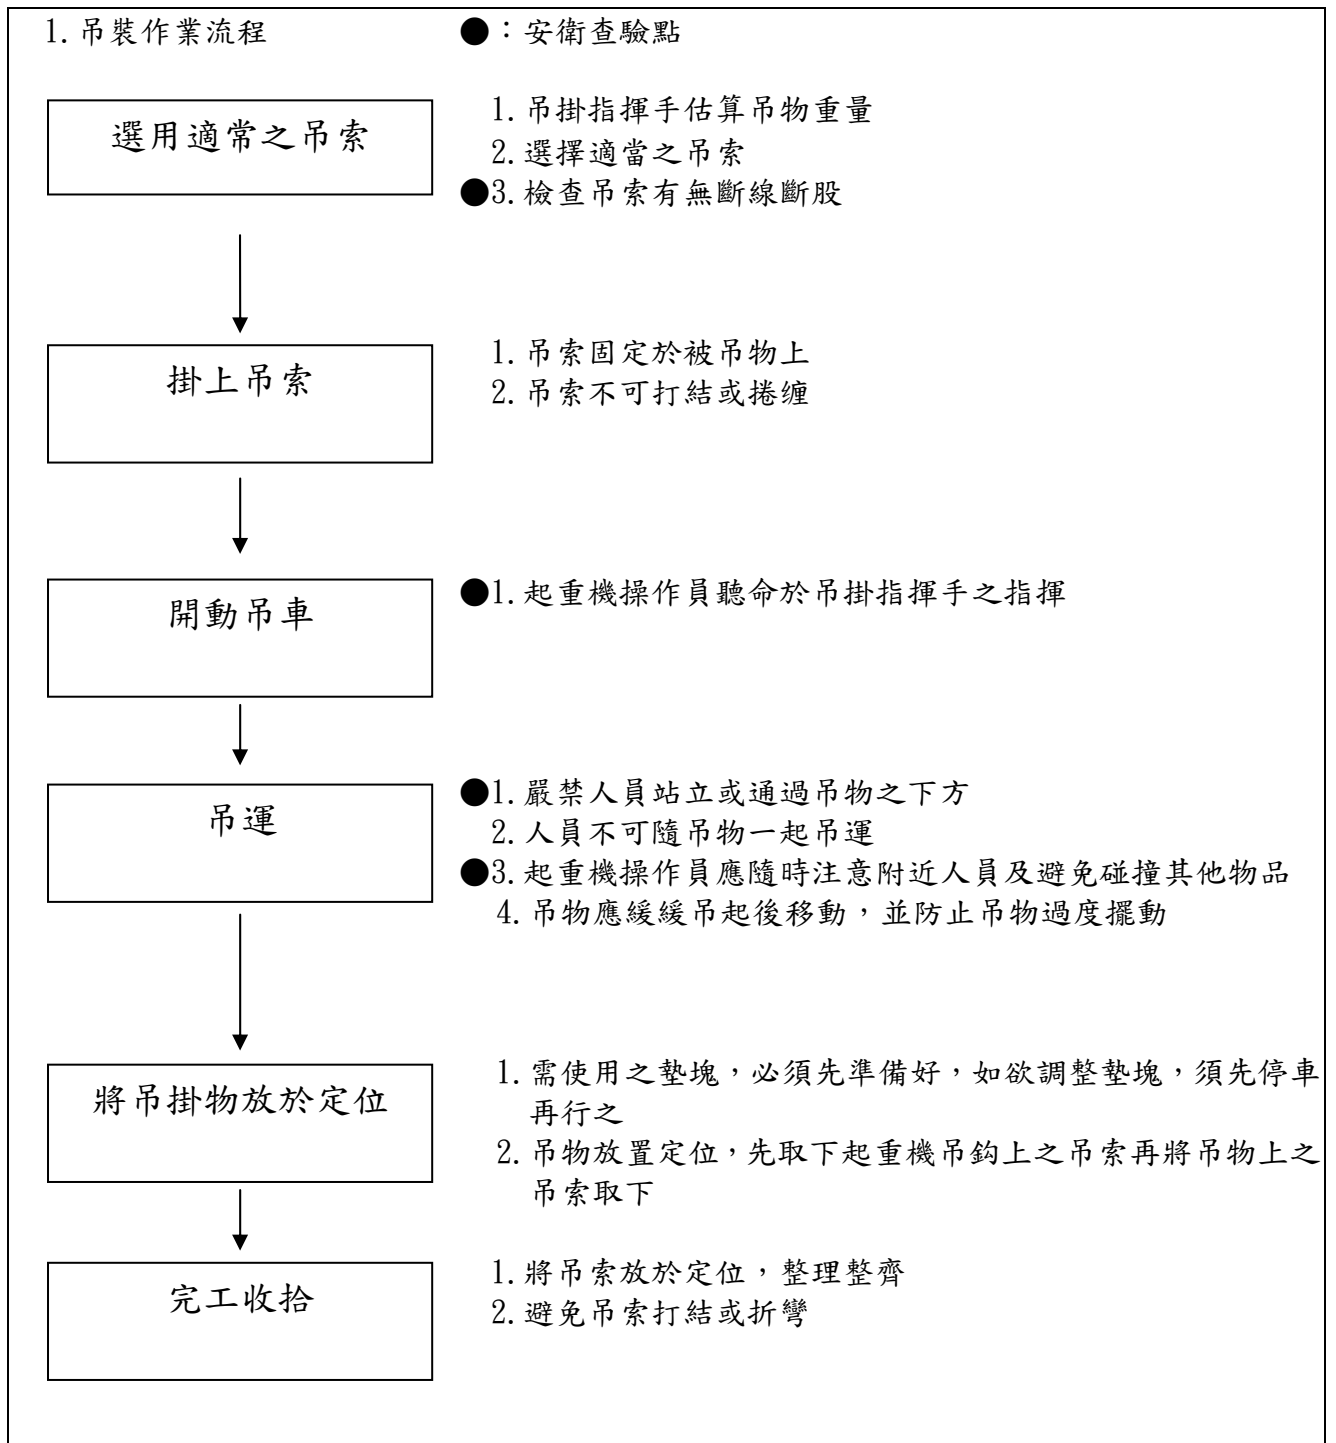 1.吊裝作業流程
●：安衛查驗點
選用適常之吊索
1.吊掛指揮手估算吊物重量
2.選擇適當之吊索
●3.檢查吊索有無斷線斷股
掛上吊索
1.吊索固定於被吊物上
2.吊索不可打結或捲缠
開動吊車
●1.起重機操作員聽命於吊掛指揮手之指揮
吊運
●1.嚴禁人員站立或通過吊物之下方
2.人員不可隨吊物一起吊運
●3.起重機操作員應隨時注意附近人員及避免碰撞其他物品
4.吊物應緩緩吊起後移動，並防止吊物過度擺動
將吊掛物放於定位
1.需使用之墊塊，必須先準備好，如欲調整墊塊，須先停車
再行之
2.吊物放置定位，先取下起重機吊鈎上之吊索再將吊物上之
吊索取下
完工收拾
1.將吊索放於定位，整理整齊
2.避免吊索打結或折彎